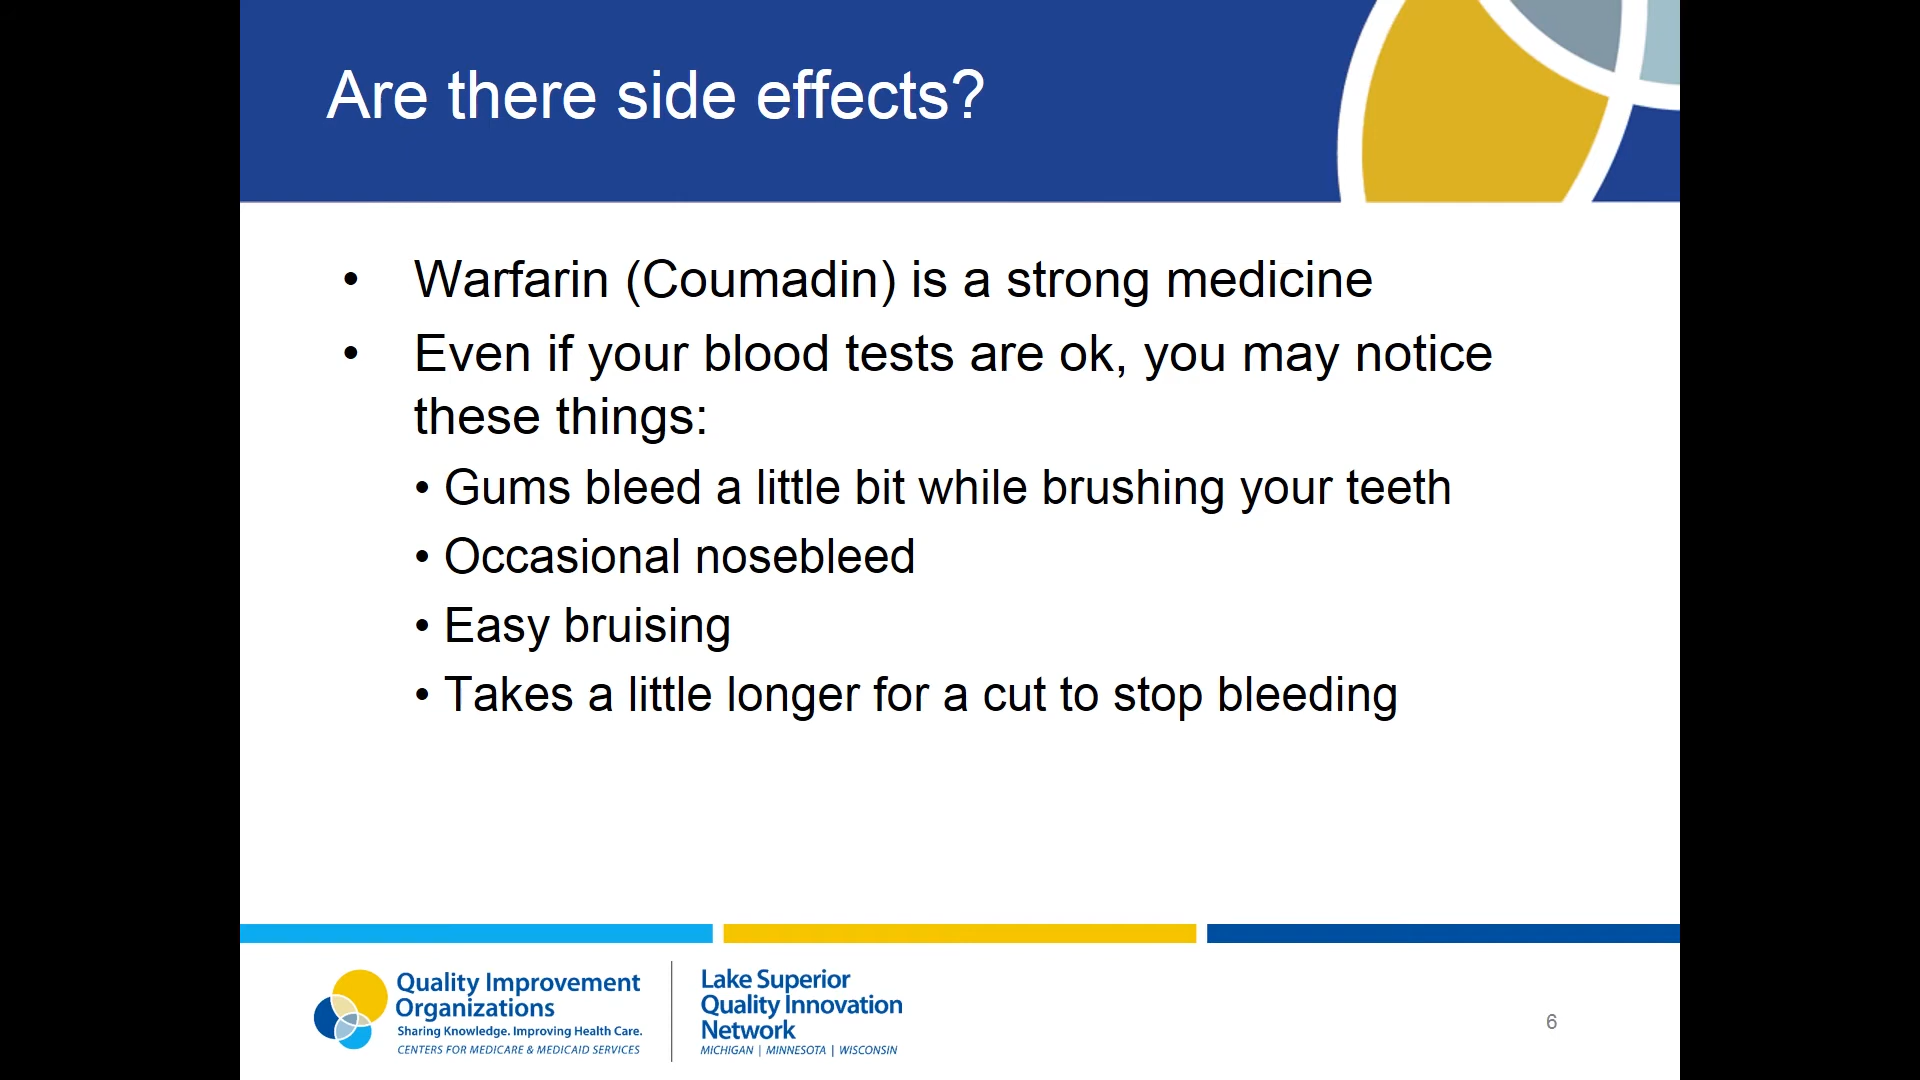 Are there side effects?
• Warfarin (Coumadin) is a strong medicine
• Even if your blood tests are ok, you may notice
these things:
• Gums bleed a little bit while brushing your teeth
• Occasional nosebleed
• Easy bruising
• Takes a little longer for a cut to stop bleeding
Quality Improvement
Organizations
Sharing Knowledge. Improving Health Care.
CENTERS FOR MEDICARE & MEDICAID SERVICES
Lake Superior
Quality Innovation
Network
MICHIGAN | MINNESOTA | WISCONSIN
6